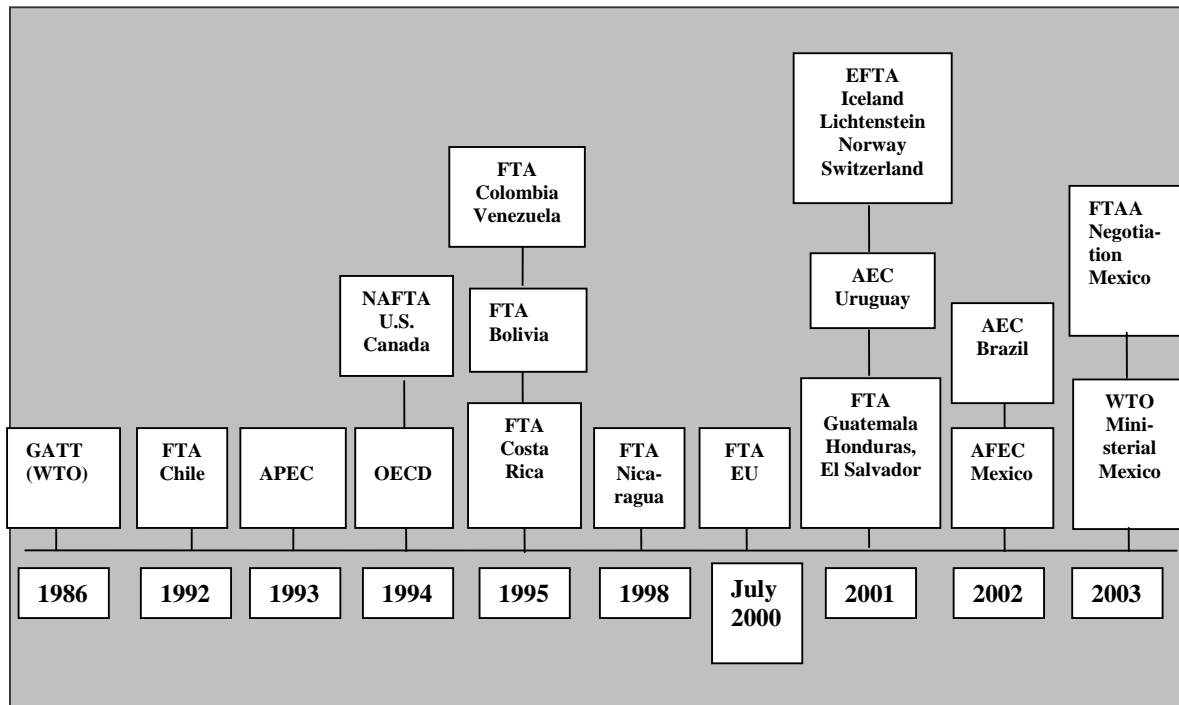 EFTA
Iceland
Lichtenstein
Norway
Switzerland
FTA
Colombia
Venezuela
FTAA
Negotia-
tion
Mexico
AEC
Uruguay
NAFTA
U.S.
Canada
FTA
Bolivia
AEC
Brazil
FTA
Guatemala
Honduras,
El Salvador
WTO
Mini-
sterial
Mexico
FTA
Costa
Rica
GATT
(WTO)
FTA
Chile
APEC
OECD
FTA
Nica-
ragua
FTA
EU
AFEC
Mexico
1986
1992
1993
1994
1995
1998
July
2000
2001
2002
2003